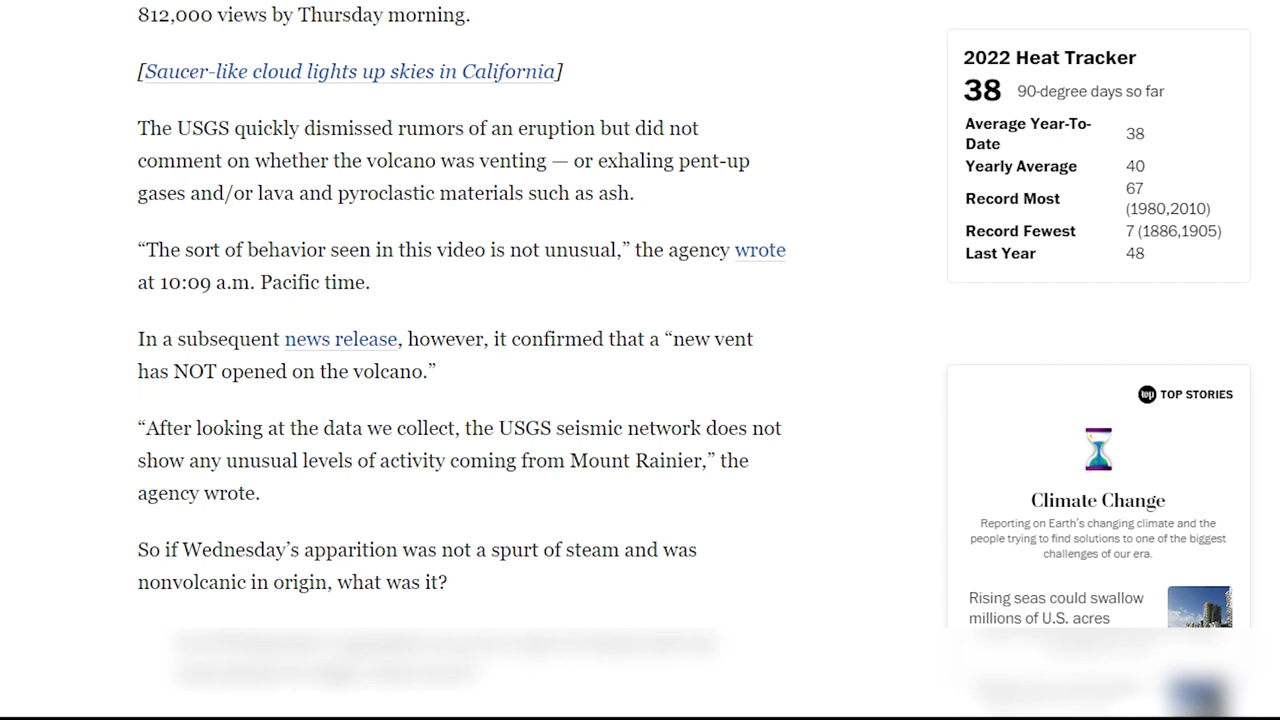 812,000 views by Thursday morning.
[Saucer-like cloud lights up skies in California]
The USGS quickly dismissed rumors of an eruption but did not
comment on whether the volcano was venting — or exhaling pent-up
gases and/or lava and pyroclastic materials such as ash.
“The sort of behavior seen in this video is not unusual,” the agency wrote
at 10:09 a.m. Pacific time.
In a subsequent news release, however, it confirmed that a “new vent
has NOT opened on the volcano.”
“After looking at the data we collect, the USGS seismic network does not
show any unusual levels of activity coming from Mount Rainier,” the
agency wrote.
So if Wednesday’s apparition was not a spurt of steam and was
nonvolcanic in origin, what was it?
2022 Heat Tracker
38 90-degree days so far
Average Year-To-
Date 38
Yearly Average 40
Record Most 67
(1980,2010)
Record Fewest 7 (1886,1905)
Last Year 48
wp TOP STORIES
Climate Change
Reporting on Earth’s changing climate and the
people trying to find solutions to one of the biggest
challenges of our era.
Rising seas could swallow
millions of U.S. acres